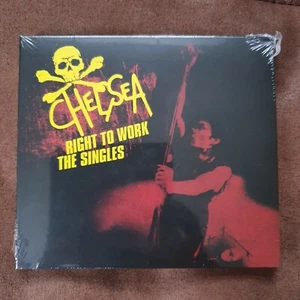 CHELSEA
RIGHT TO WORK
THE SINGLES